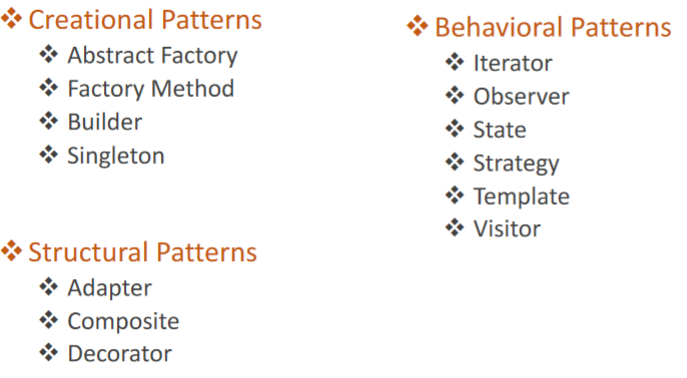 Creational Patterns
Abstract Factory
Factory Method
Builder
Singleton
Structural Patterns
Adapter
Composite
Decorator
Behavioral Patterns
Iterator
Observer
State
Strategy
Template
Visitor